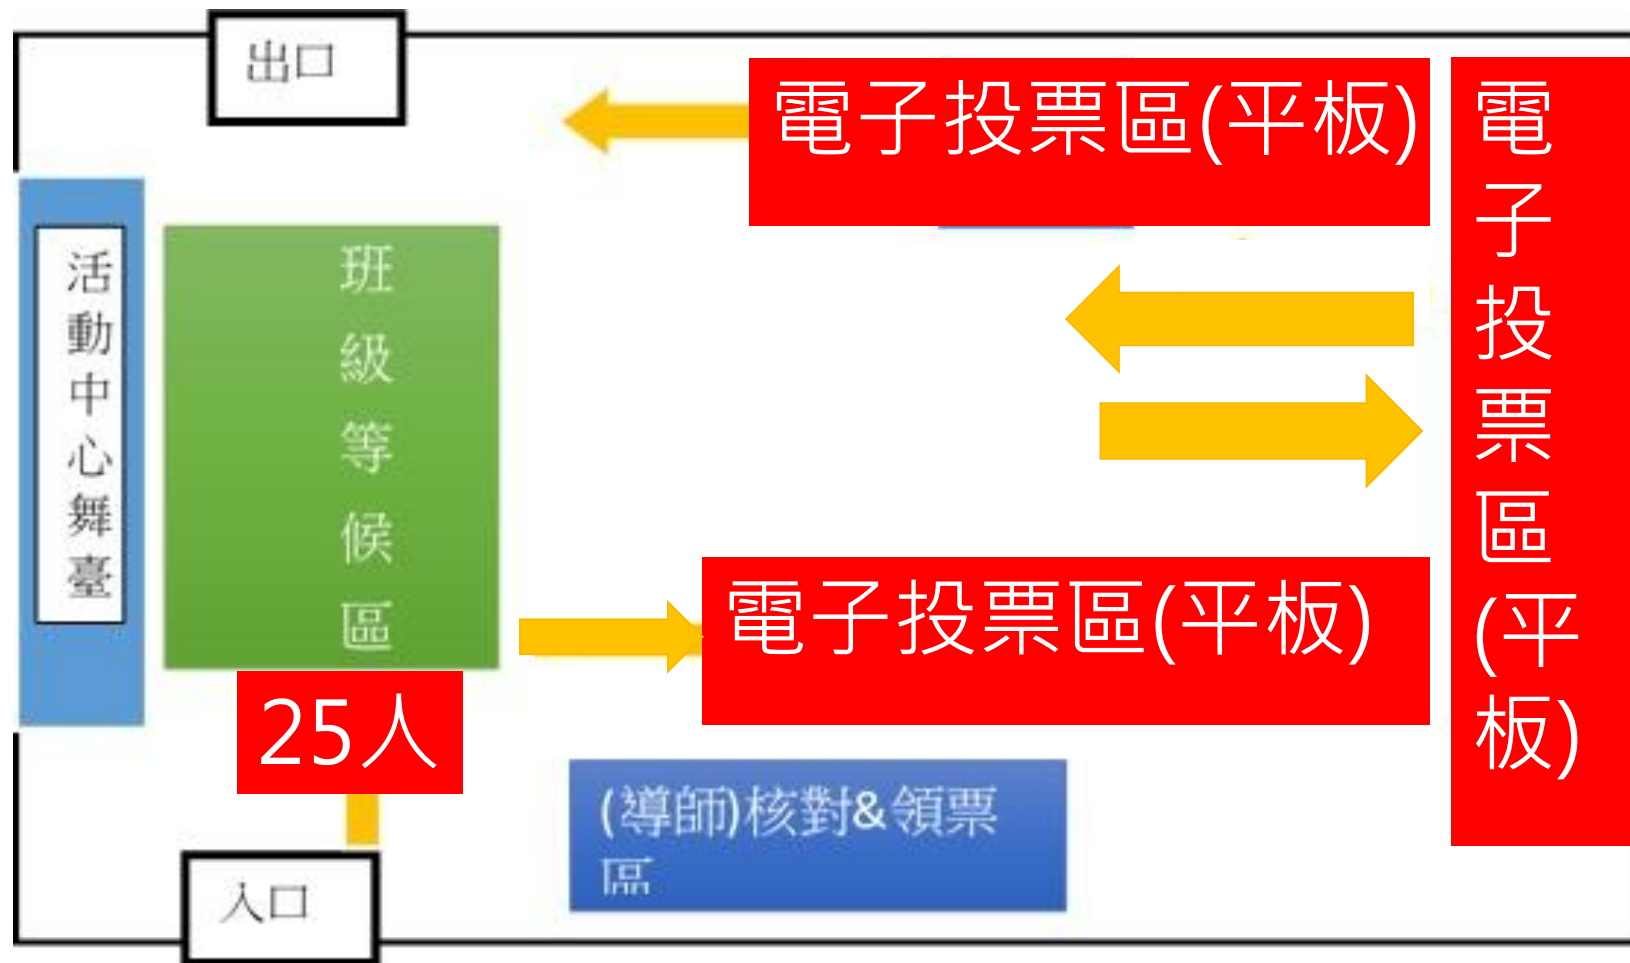 出口
電子投票區(平板)
電子投票區(平板)
活動中心舞臺
班級等候區
電子投票區(平板)
25人
(導師)核對&領票
區
入口